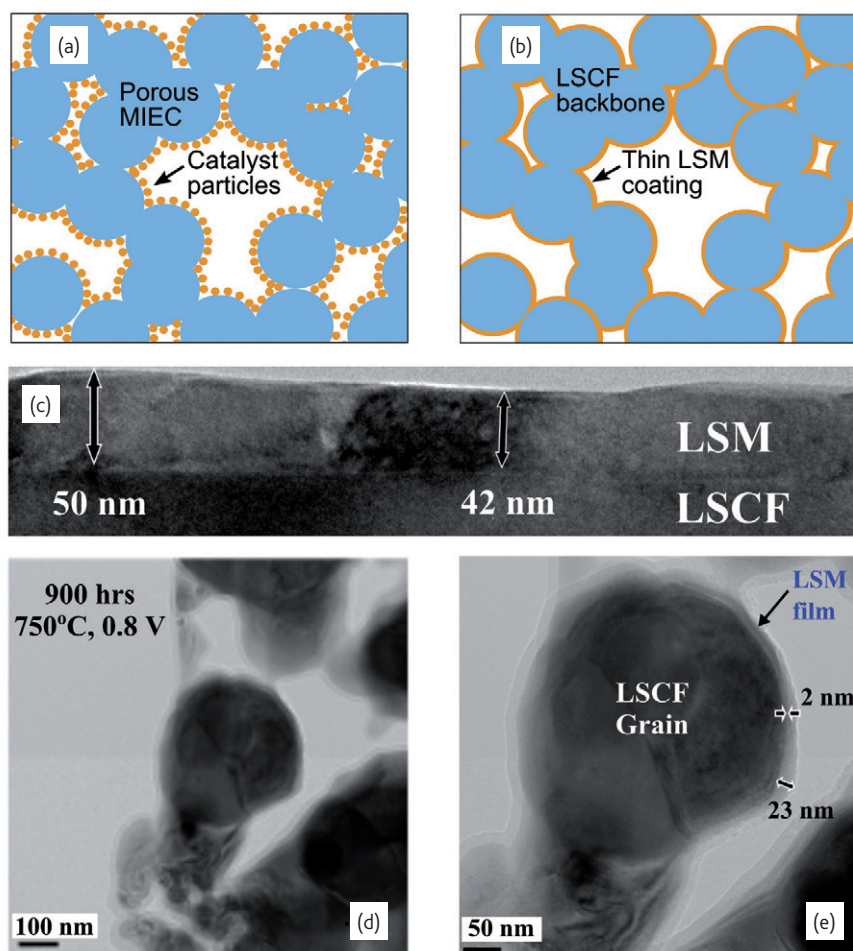 (a)
Porous
MIEC
Catalyst
particles
(b)
LSCF
backbone
Thin LSM
coating
(c)
50 nm
42 nm
LSM
LSCF
900 hrs
750ºC, 0.8 V
100 nm
(d)
LSM
film
LSCF
Grain
2 nm
23 nm
50 nm
(e)